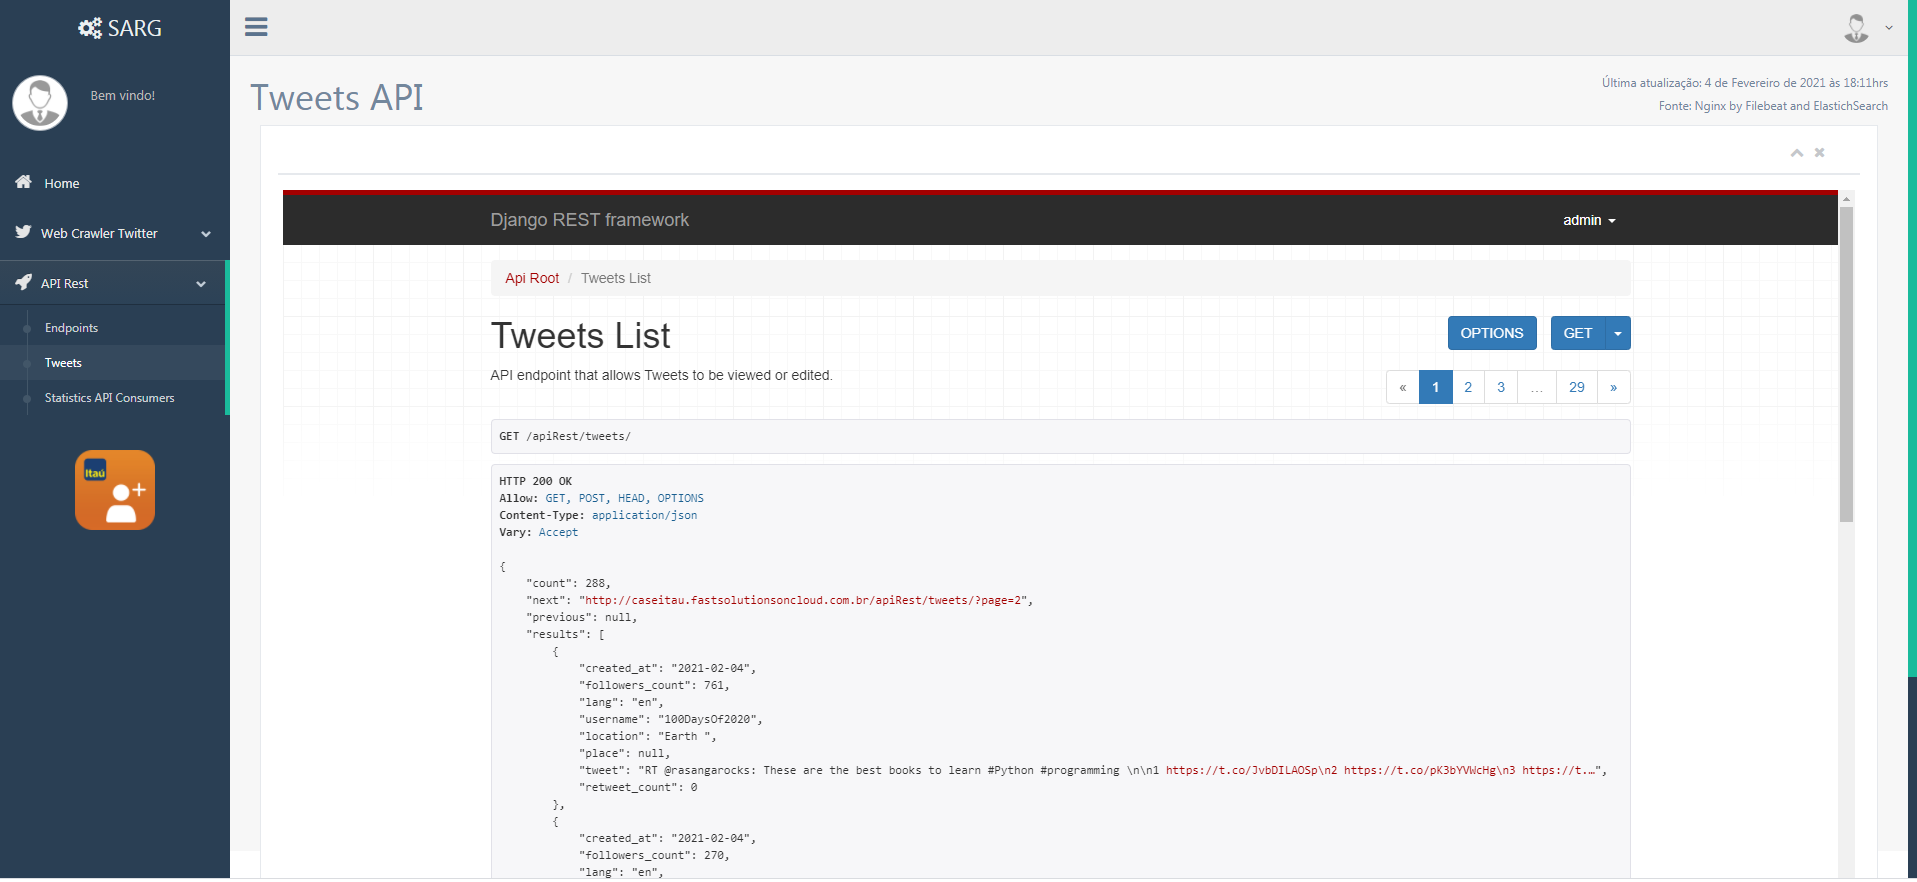 SARG
Bem vindo!
Home
Web Crawler Twitter
API Rest
Endpoints
Tweets
Statistics API Consumers
Itaú
Tweets API
Última atualização: 4 de Fevereiro de 2021 às 18:11hrs
Fonte: Nginx by Filebeat and ElastichSearch
Django REST framework
admin
Api Root / Tweets List
Tweets List
OPTIONS GET
API endpoint that allows Tweets to be viewed or edited.
« 1 2 3 … 29 »
GET /apiRest/tweets/
HTTP 200 OK
Allow: GET, POST, HEAD, OPTIONS
Content-Type: application/json
Vary: Accept
{
"count": 288,
"next": "http://caseitau.fastsolutionsoncloud.com.br/apiRest/tweets/?page=2",
"previous": null,
"results": [
{
"created_at": "2021-02-04",
"followers_count": 761,
"lang": "en",
"username": "100DaysOf2020",
"location": "Earth ",
"place": null,
"tweet": "RT @rasangarocks: These are the best books to learn #Python #programming \n\n1 https://t.co/JvbDILAOSp\n2 https://t.co/pK3bYVWcHg\n3 https://t.…",
"retweet_count": 0
},
{
"created_at": "2021-02-04",
"followers_count": 270,
"lang": "en",